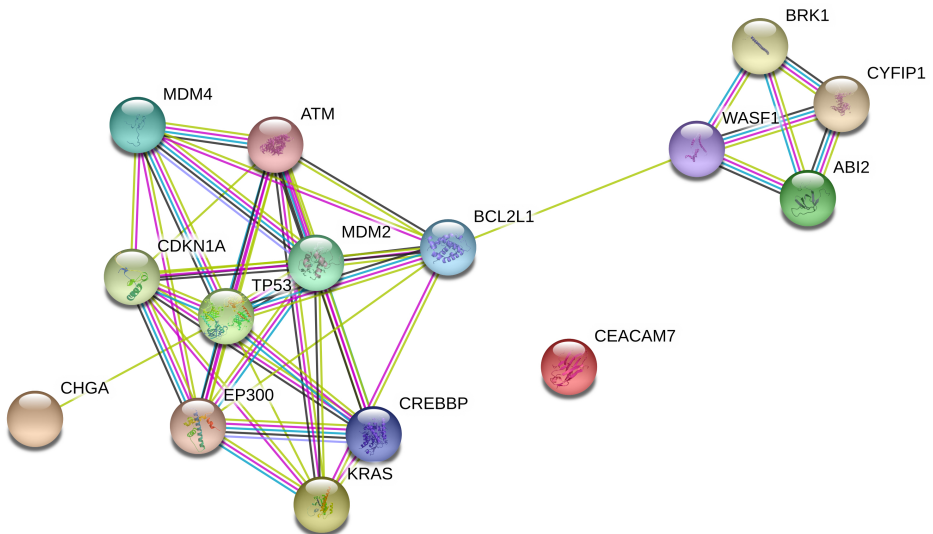 BRK1
CYFIP1
MDM4
ATM
WASF1
ABI2
BCL2L1
MDM2
CDKN1A
TP53
CEACAM7
CHGA
EP300
CREBBP
KRAS